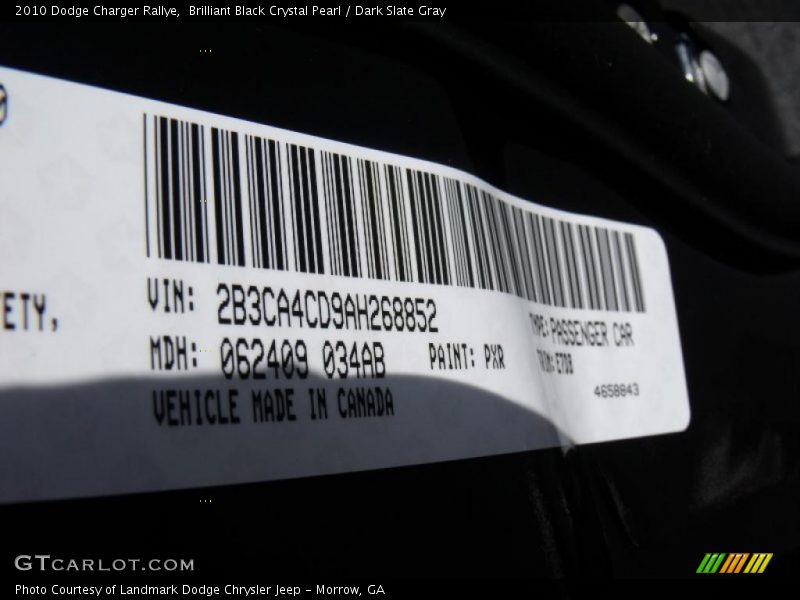 2010 Dodge Charger Rallye,  Brilliant Black Crystal Pearl / Dark Slate Gray
ETY,
VIN: 2B3CA4CD9AH268852
MDH: 062409 034AB
PAINT: PXR
VEHICLE MADE IN CANADA
TYPE: PASSENGER CAR
4658843
GTCARLOT.COM
Photo Courtesy of Landmark Dodge Chrysler Jeep - Morrow, GA